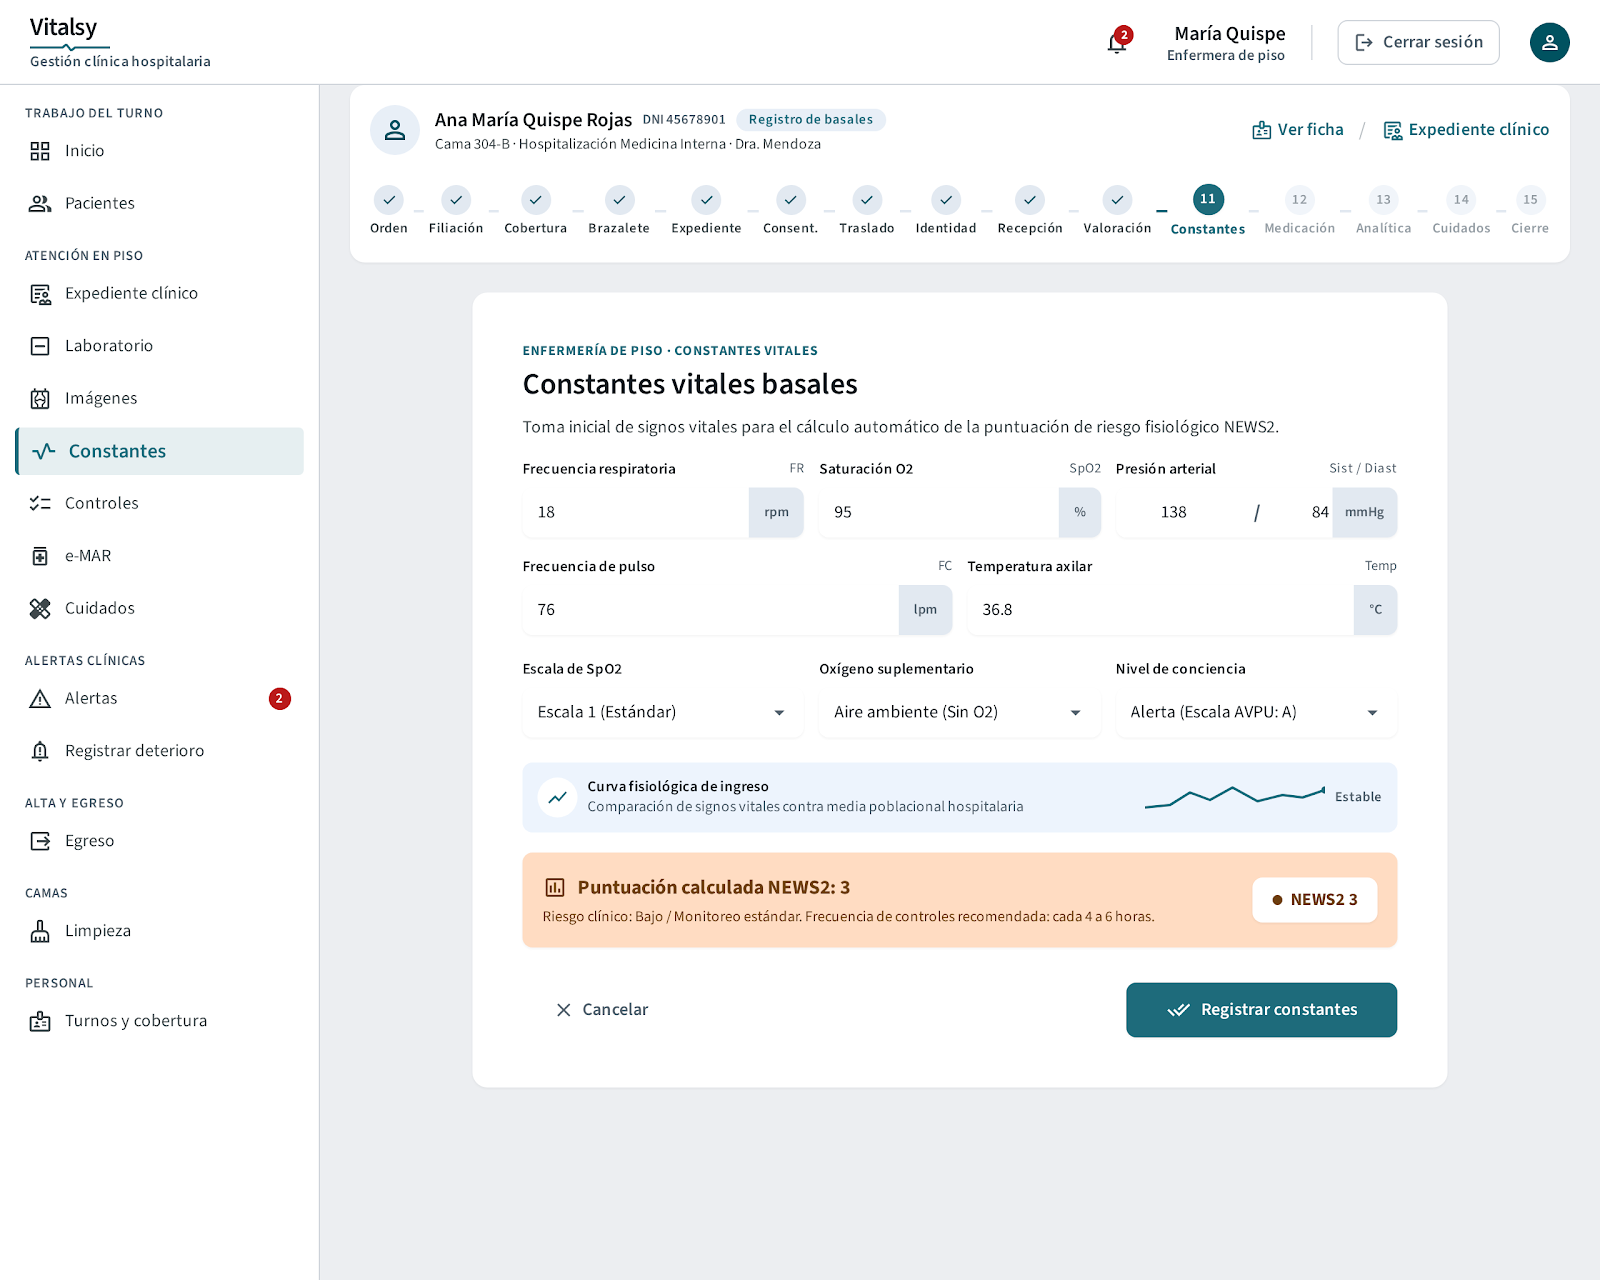 Vitalsy
Gestión clínica hospitalaria
2
María Quispe
Enfermera de piso
Cerrar sesión
TRABAJO DEL TURNO
Inicio
Pacientes
ATENCIÓN EN PISO
Expediente clínico
Laboratorio
Imágenes
Constantes
Controles
e-MAR
Cuidados
ALERTAS CLÍNICAS
Alertas 2
Registrar deterioro
ALTA Y EGRESO
Egreso
CAMAS
Limpieza
PERSONAL
Turnos y cobertura
Ana María Quispe Rojas DNI 45678901 Registro de basales
Cama 304-B · Hospitalización Medicina Interna · Dra. Mendoza
Ver ficha / Expediente clínico
11 12 13 14 15
Orden Filiación Cobertura Brazalete Expediente Consent. Traslado Identidad Recepción Valoración Constantes Medicación Analítica Cuidados Cierre
ENFERMERÍA DE PISO · CONSTANTES VITALES
Constantes vitales basales
Toma inicial de signos vitales para el cálculo automático de la puntuación de riesgo fisiológico NEWS2.
Frecuencia respiratoria FR Saturación O2 SpO2 Presión arterial Sist / Diast
18 rpm 95 % 138 / 84 mmHg
Frecuencia de pulso FC Temperatura axilar Temp
76 lpm 36.8 °C
Escala de SpO2 Oxígeno suplementario Nivel de conciencia
Escala 1 (Estándar) Aire ambiente (Sin O2) Alerta (Escala AVPU: A)
Curva fisiológica de ingreso
Comparación de signos vitales contra media poblacional hospitalaria
Estable
Puntuación calculada NEWS2: 3
Riesgo clínico: Bajo / Monitoreo estándar. Frecuencia de controles recomendada: cada 4 a 6 horas.
NEWS2 3
Cancelar
Registrar constantes